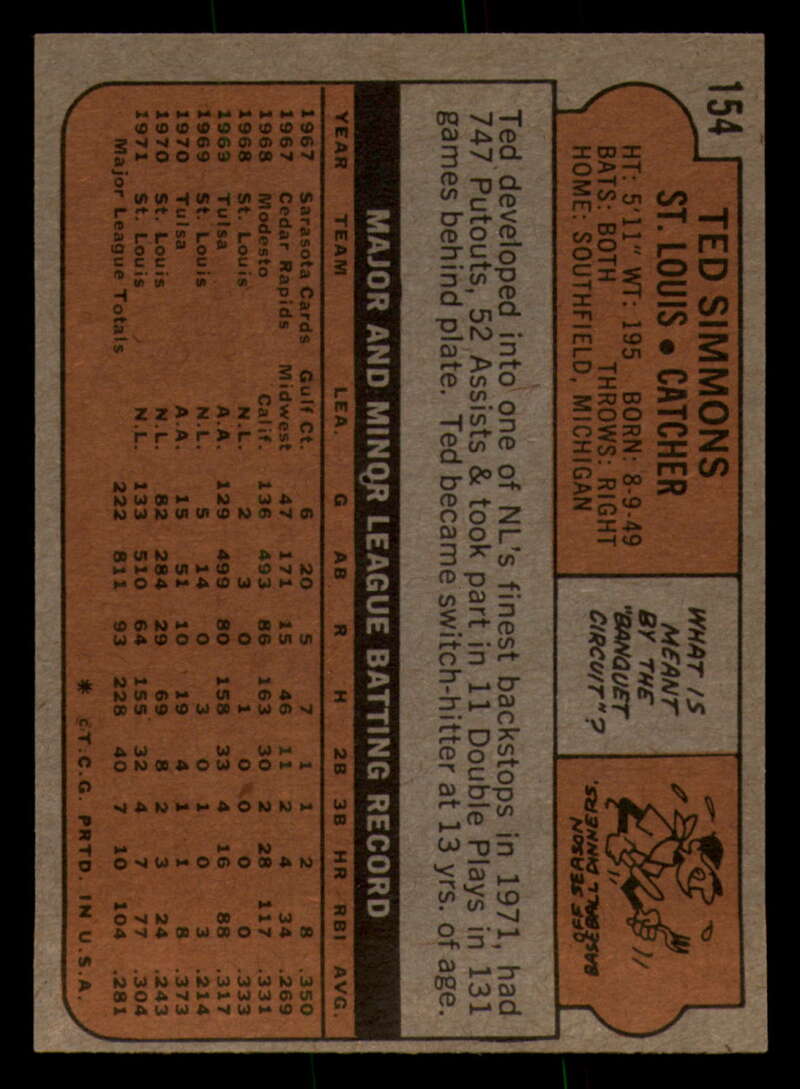 154
TED SIMMONS
ST. LOUIS • CATCHER
HT: 5'11" WT: 195 BORN: 8-9-49
BATS: BOTH THROWS: RIGHT
HOME: SOUTHFIELD, MICHIGAN
WHAT IS
MEANT
BY THE
"BANQUET
CIRCUIT"?
OFF SEASON
BASEBALL DINNERS.
Ted developed into one of NL's finest backstops in 1971, had
747 Putouts, 52 Assists & took part in 11 Double Plays in 131
games behind plate. Ted became switch-hitter at 13 yrs. of age.
MAJOR AND MINOR LEAGUE BATTING RECORD
YEAR TEAM LEA. G AB R H 2B 3B HR RBI AVG.
1967 Sarasota Cards Gulf Ct. 6 20 5 7 1 1 2 8 .350
1967 Cedar Rapids Midwest 47 171 15 46 11 2 4 34 .269
1968 Modesto Calif. 136 493 86 163 30 2 28 117 .331
1968 St. Louis N.L. 2 3 0 1 0 0 0 0 .333
1969 Tulsa A.A. 129 499 80 158 33 4 16 88 .317
1969 St. Louis N.L. 5 14 0 3 0 1 0 3 .214
1970 Tulsa A.A. 15 51 10 19 4 1 1 8 .373
1970 St. Louis N.L. 82 284 29 69 8 2 3 24 .243
1971 St. Louis N.L. 133 510 64 155 32 4 7 77 .304
Major League Totals 222 811 93 228 40 7 10 104 .281
* ©T.C.G. PRTD. IN U.S.A.